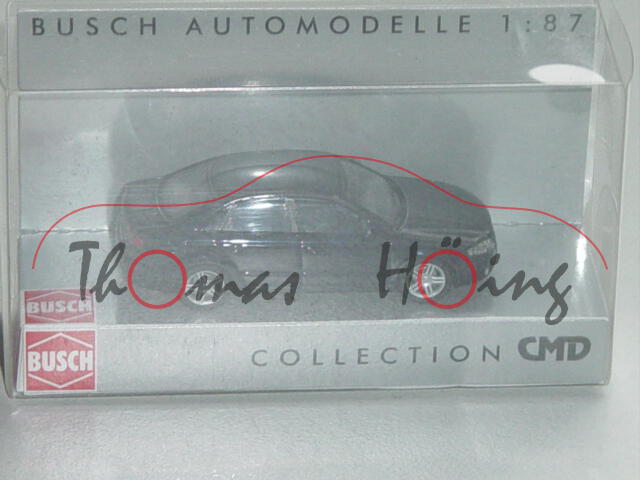 BUSCH AUTOMODELLE 1:87
Thomas Höing
BUSCH
BUSCH
COLLECTION CMD